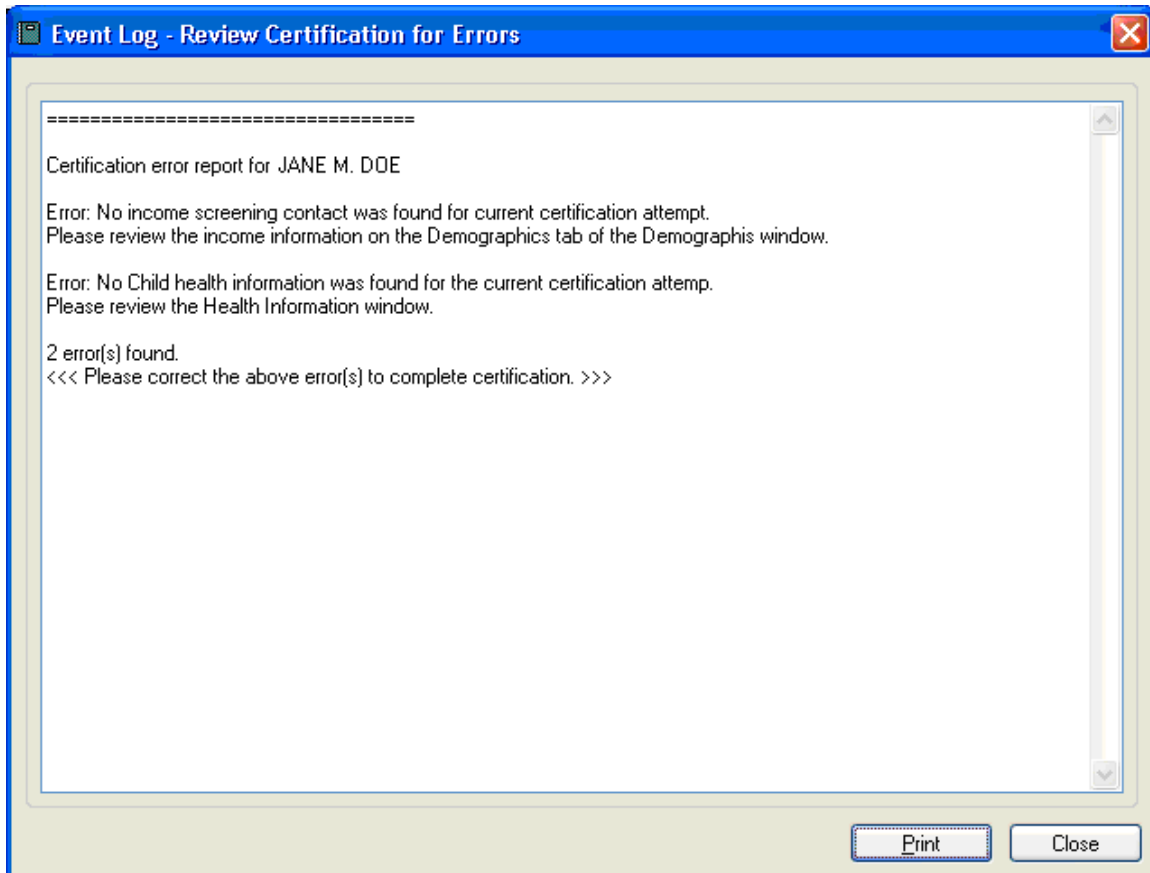 Event Log - Review Certification for Errors
==================================
Certification error report for JANE M. DOE
Error: No income screening contact was found for current certification attempt.
Please review the income information on the Demographics tab of the Demographis window.
Error: No Child health information was found for the current certification attemp.
Please review the Health Information window.
2 error(s) found.
<<< Please correct the above error(s) to complete certification. >>>
Print
Close